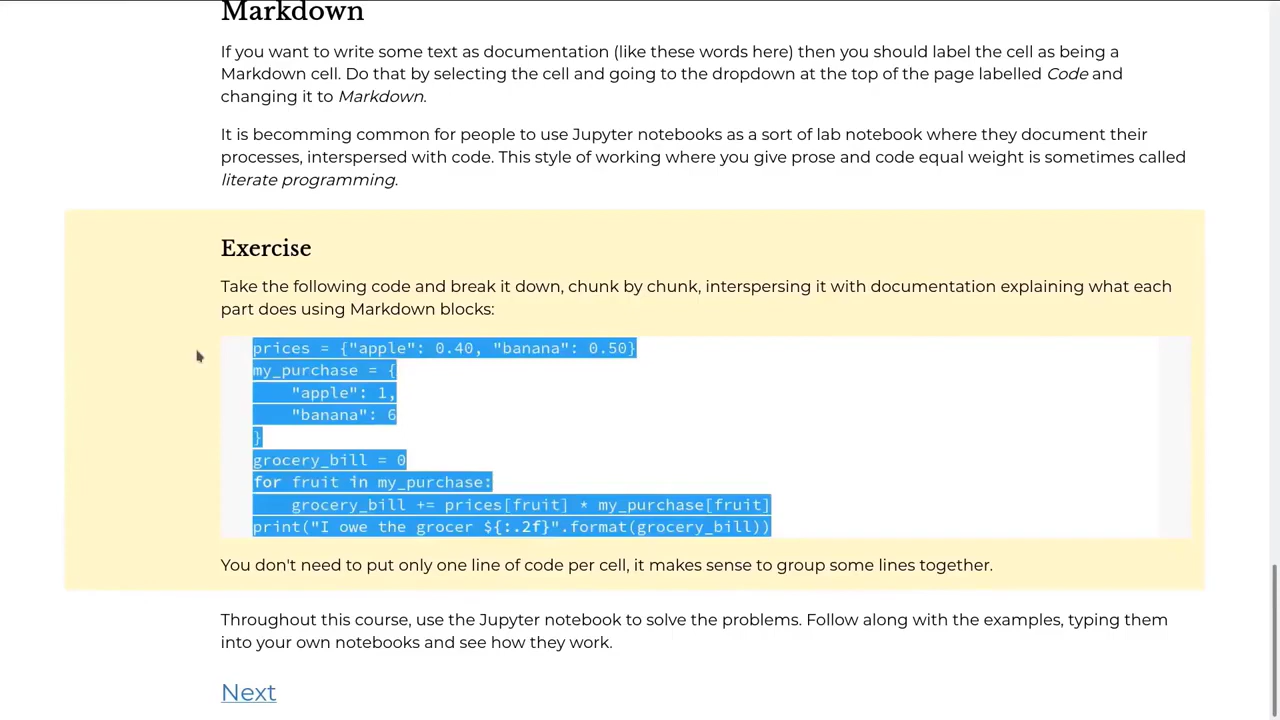 Markdown
If you want to write some text as documentation (like these words here) then you should label the cell as being a
Markdown cell. Do that by selecting the cell and going to the dropdown at the top of the page labelled Code and
changing it to Markdown.
It is becomming common for people to use Jupyter notebooks as a sort of lab notebook where they document their
processes, interspersed with code. This style of working where you give prose and code equal weight is sometimes called
literate programming.
Exercise
Take the following code and break it down, chunk by chunk, interspersing it with documentation explaining what each
part does using Markdown blocks:
prices = {"apple": 0.40, "banana": 0.50}
my_purchase = {
    "apple": 1,
    "banana": 6
}
grocery_bill = 0
for fruit in my_purchase:
    grocery_bill += prices[fruit] * my_purchase[fruit]
print("I owe the grocer ${:.2f}".format(grocery_bill))
You don't need to put only one line of code per cell, it makes sense to group some lines together.
Throughout this course, use the Jupyter notebook to solve the problems. Follow along with the examples, typing them
into your own notebooks and see how they work.
Next